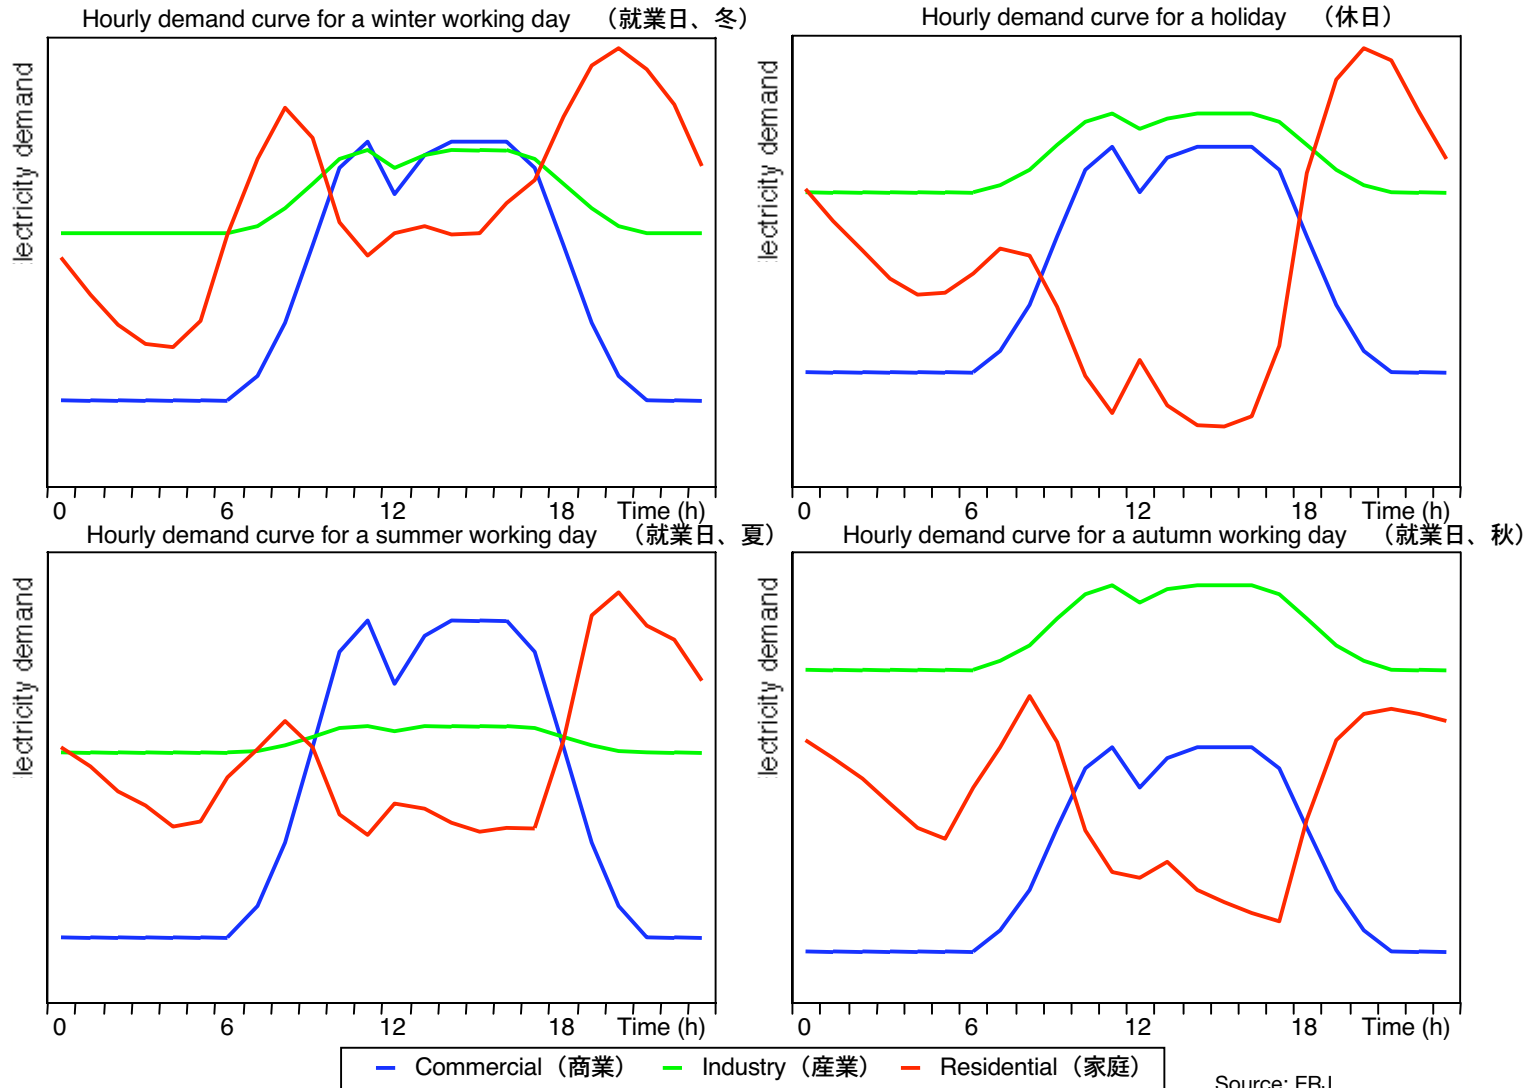 Hourly demand curve for a winter working day （就業日、冬）
lectricity demand
0 6 12 18 Time (h)
Hourly demand curve for a holiday （休日）
lectricity demand
0 6 12 18 Time (h)
Hourly demand curve for a summer working day （就業日、夏）
lectricity demand
0 6 12 18 Time (h)
Hourly demand curve for a autumn working day （就業日、秋）
lectricity demand
0 6 12 18 Time (h)
Commercial（商業） Industry（産業） Residential（家庭）
Source: